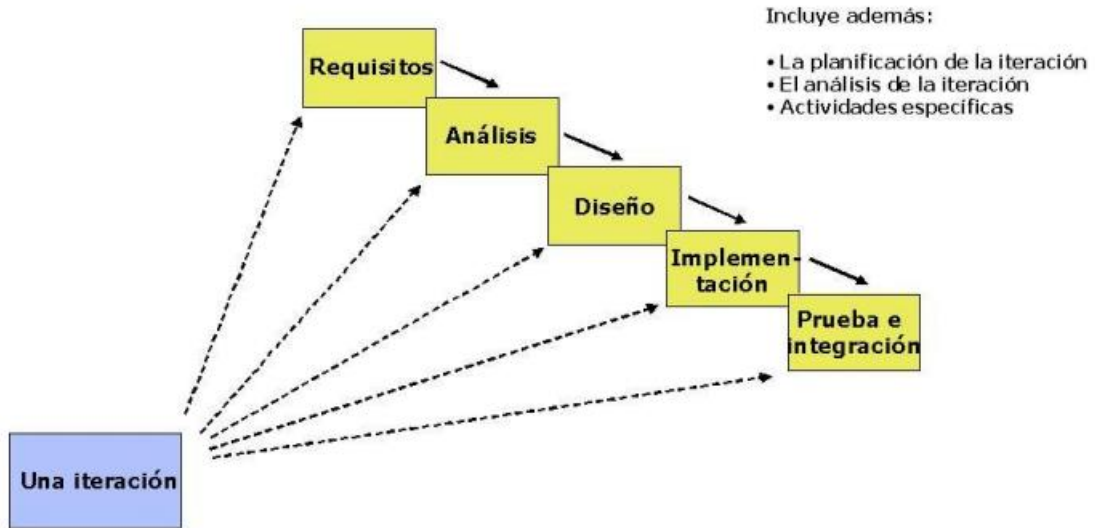 Incluye además:
• La planificación de la iteración
• El análisis de la iteración
• Actividades específicas
Requisitos
Análisis
Diseño
Implemen-
tación
Prueba e
integración
Una iteración